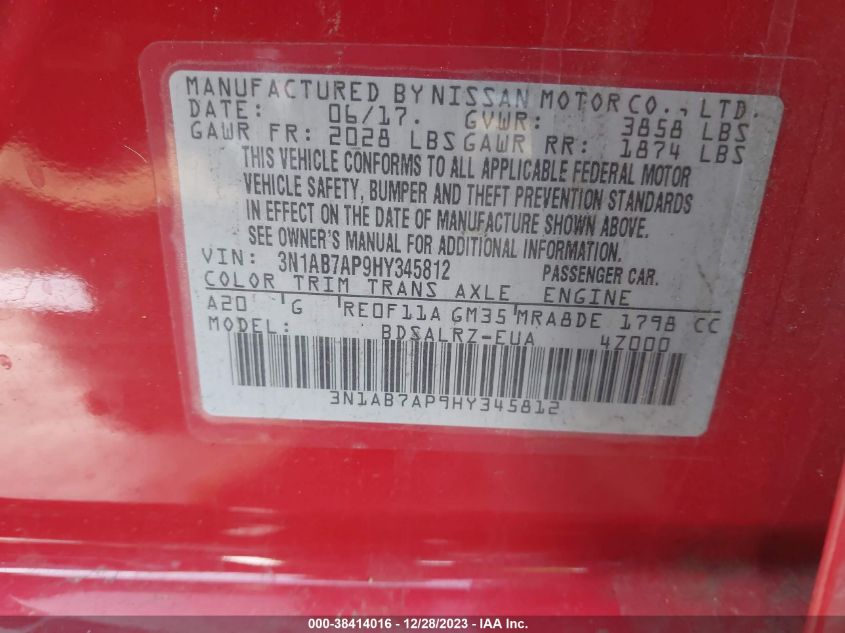 MANUFACTURED BY NISSAN MOTOR CO., LTD.
DATE: 06/17. GVWR: 3858 LBS
GAWR FR: 2028 LBS GAWR RR: 1874 LBS
THIS VEHICLE CONFORMS TO ALL APPLICABLE FEDERAL MOTOR
VEHICLE SAFETY, BUMPER AND THEFT PREVENTION STANDARDS
IN EFFECT ON THE DATE OF MANUFACTURE SHOWN ABOVE.
SEE OWNER'S MANUAL FOR ADDITIONAL INFORMATION.
VIN: 3N1AB7AP9HY345812 PASSENGER CAR.
COLOR TRIM TRANS AXLE ENGINE
A20 G RE0F11A GM35 MRA8DE 1798 CC
MODEL: BDSALRZ-EUA 4Z000
3N1AB7AP9HY345812
000-38414016 - 12/28/2023 - IAA Inc.